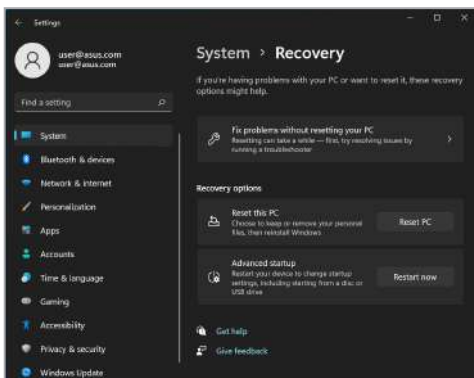 Settings
user@asus.com
user@asus.com
Find a setting
System
Bluetooth & devices
Network & internet
Personalization
Apps
Accounts
Time & language
Gaming
Accessibility
Privacy & security
Windows Update
System > Recovery
If you're having problems with your PC or want to reset it, these recovery
options might help.
Fix problems without resetting your PC
Resetting can take a while — first, try resolving issues by
running a troubleshooter
Recovery options
Reset this PC
Choose to keep or remove your personal
files, then reinstall Windows
Reset PC
Advanced startup
Restart your device to change startup
settings, including starting from a disc or
USB drive
Restart now
Get help
Give feedback